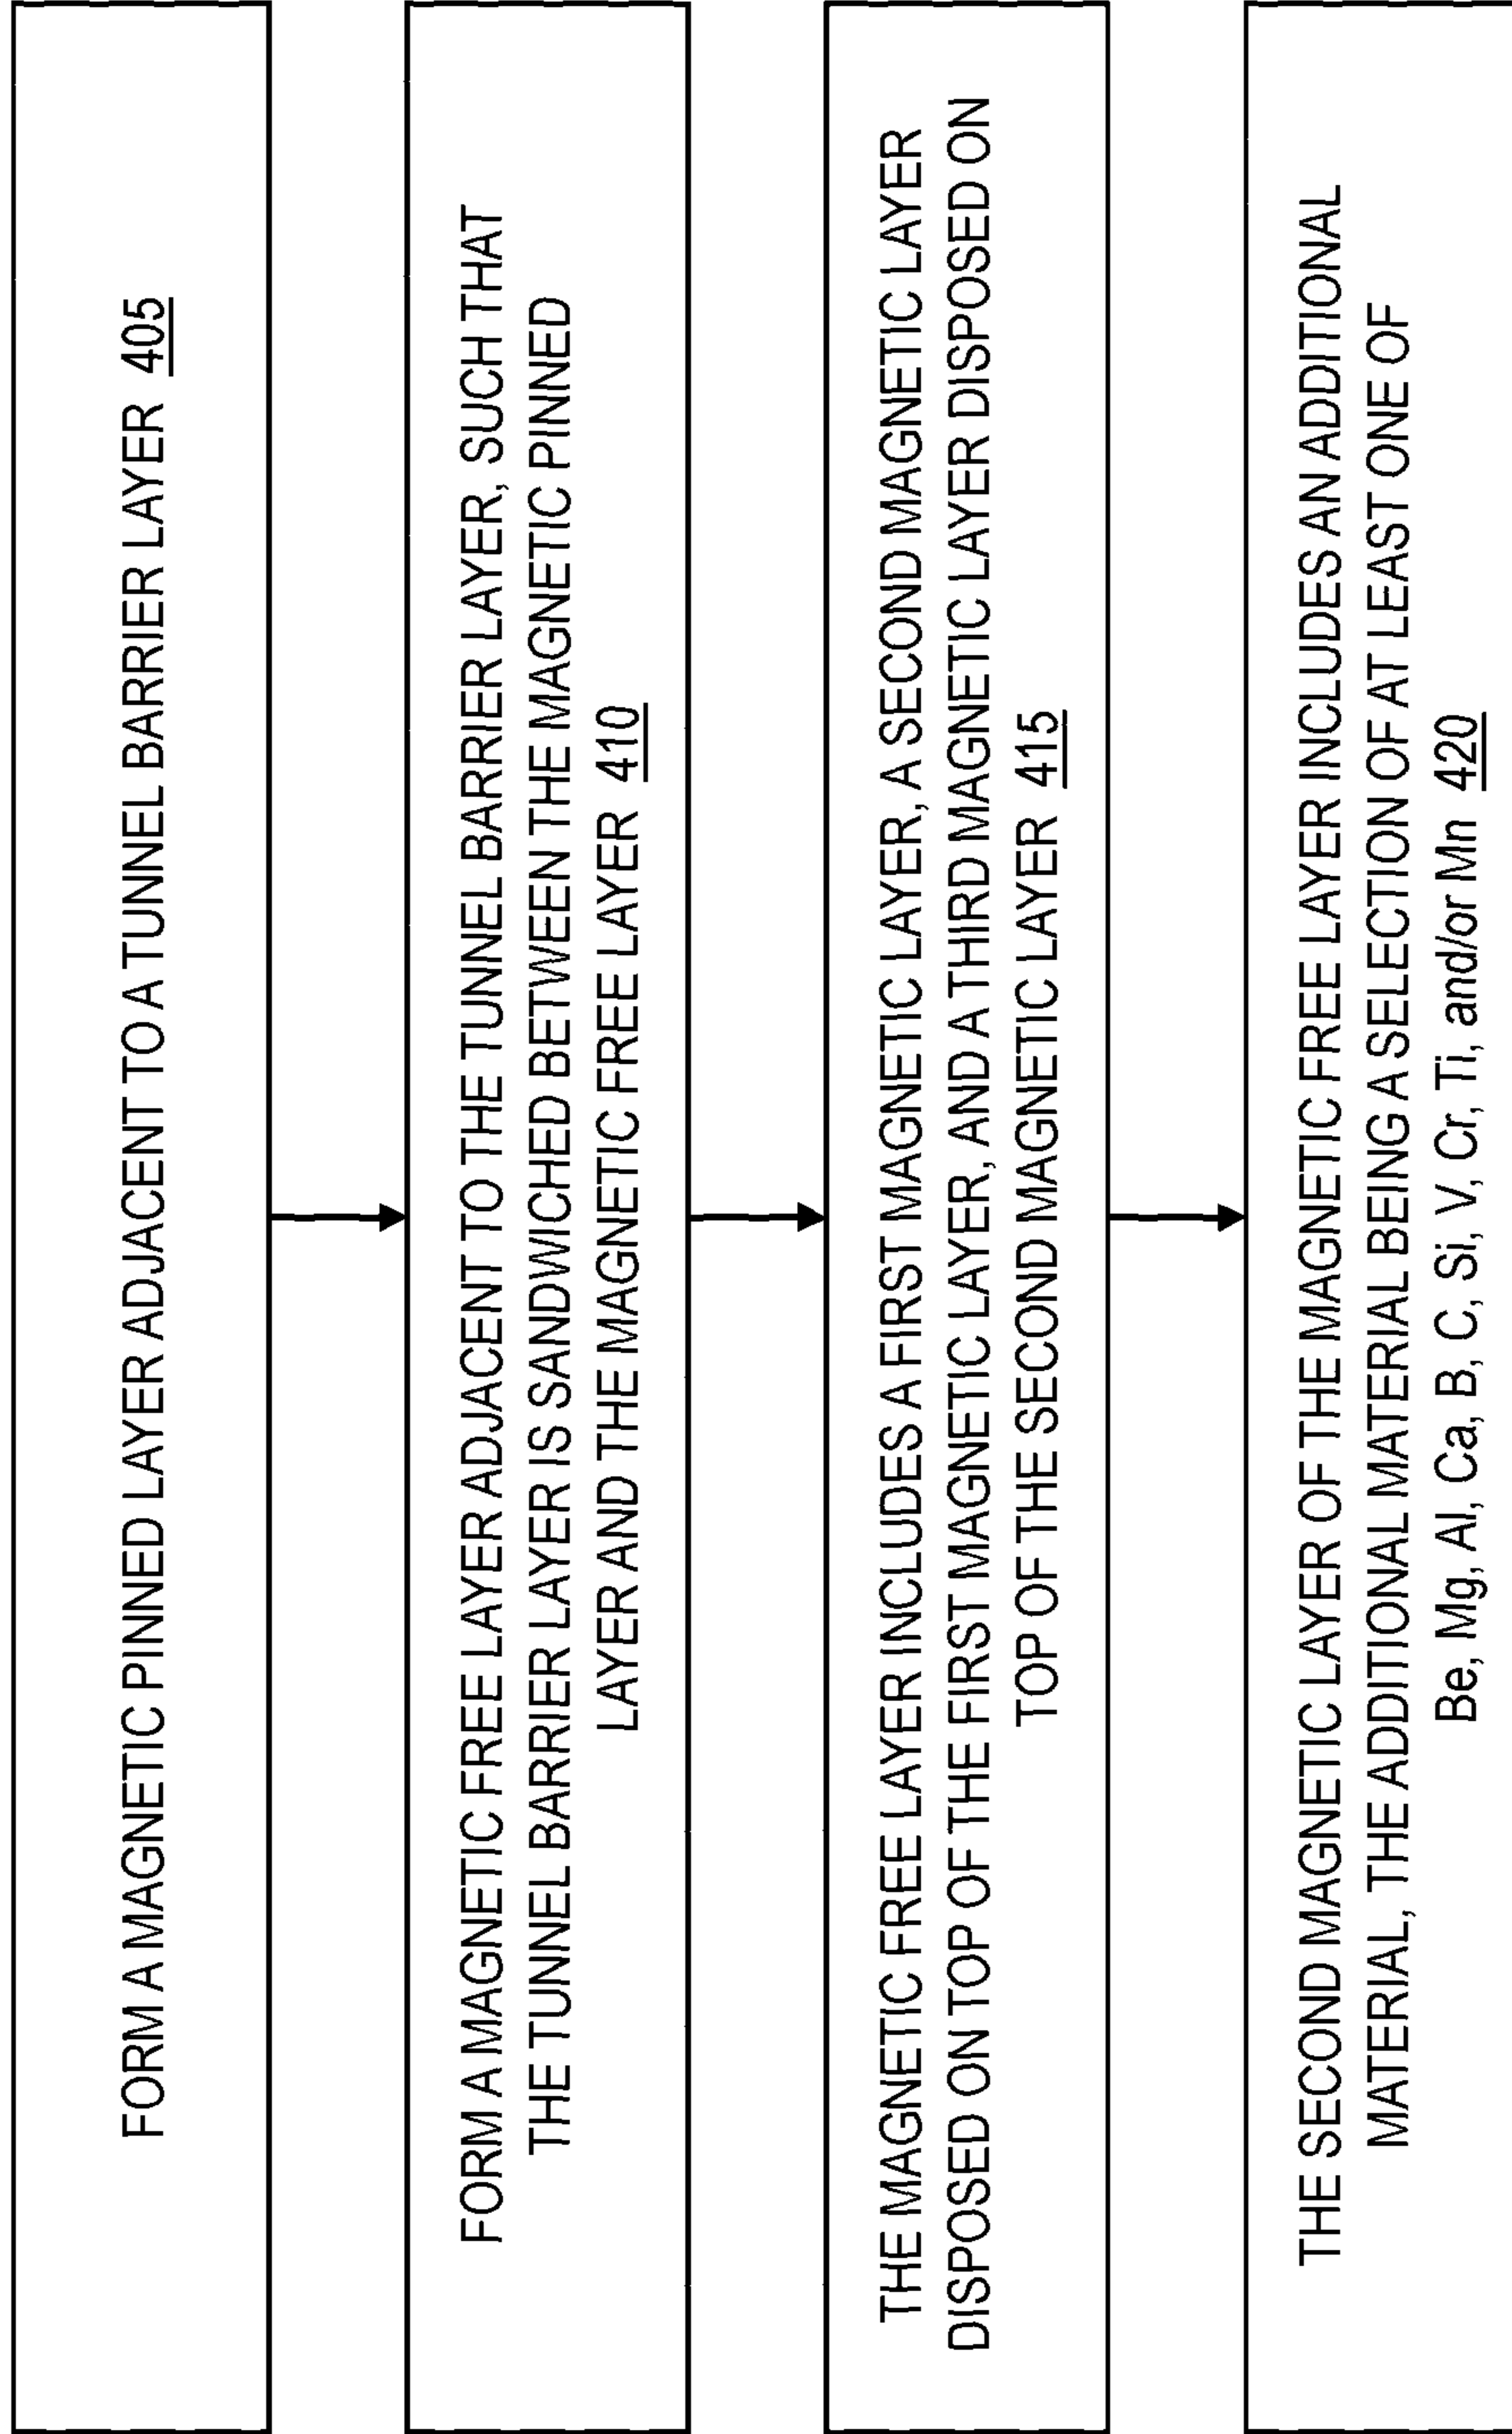 FORM A MAGNETIC PINNED LAYER ADJACENT TO A TUNNEL BARRIER LAYER 405
FORM A MAGNETIC FREE LAYER ADJACENT TO THE TUNNEL BARRIER LAYER, SUCH THAT
THE TUNNEL BARRIER LAYER IS SANDWICHED BETWEEN THE MAGNETIC PINNED
LAYER AND THE MAGNETIC FREE LAYER 410
THE MAGNETIC FREE LAYER INCLUDES A FIRST MAGNETIC LAYER, A SECOND MAGNETIC LAYER
DISPOSED ON TOP OF THE FIRST MAGNETIC LAYER, AND A THIRD MAGNETIC LAYER DISPOSED ON
TOP OF THE SECOND MAGNETIC LAYER 415
THE SECOND MAGNETIC LAYER OF THE MAGNETIC FREE LAYER INCLUDES AN ADDITIONAL
MATERIAL, THE ADDITIONAL MATERIAL BEING A SELECTION OF AT LEAST ONE OF
Be, Mg, Al, Ca, B, C, Si, V, Cr, Ti, and/or Mn 420